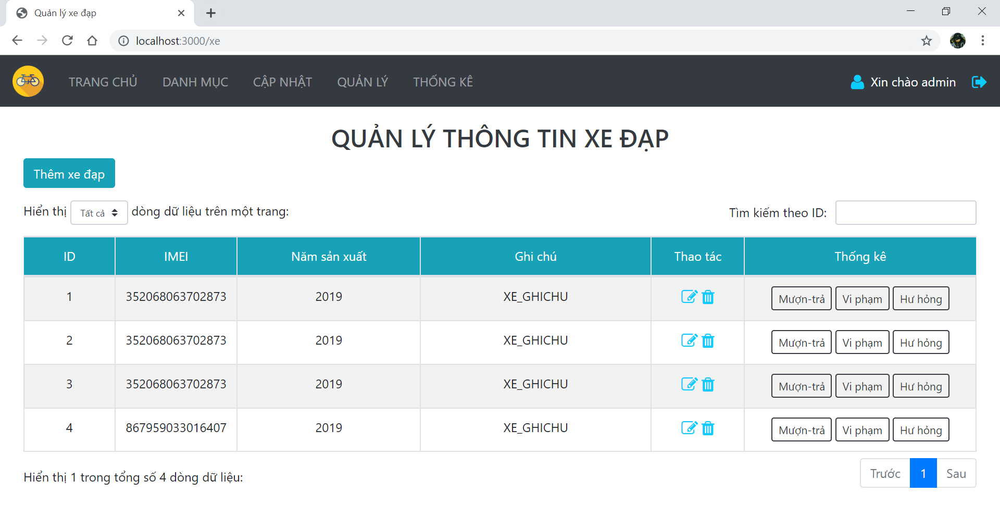 Quản lý xe đạp
localhost:3000/xe
TRANG CHỦ DANH MỤC CẬP NHẬT QUẢN LÝ THỐNG KÊ Xin chào admin
QUẢN LÝ THÔNG TIN XE ĐẠP
Thêm xe đạp
Hiển thị Tất cả dòng dữ liệu trên một trang: Tìm kiếm theo ID:
ID IMEI Năm sản xuất Ghi chú Thao tác Thống kê
1 352068063702873 2019 XE_GHICHU Mượn-trả Vi phạm Hư hỏng
2 352068063702873 2019 XE_GHICHU Mượn-trả Vi phạm Hư hỏng
3 352068063702873 2019 XE_GHICHU Mượn-trả Vi phạm Hư hỏng
4 867959033016407 2019 XE_GHICHU Mượn-trả Vi phạm Hư hỏng
Hiển thị 1 trong tổng số 4 dòng dữ liệu: Trước 1 Sau